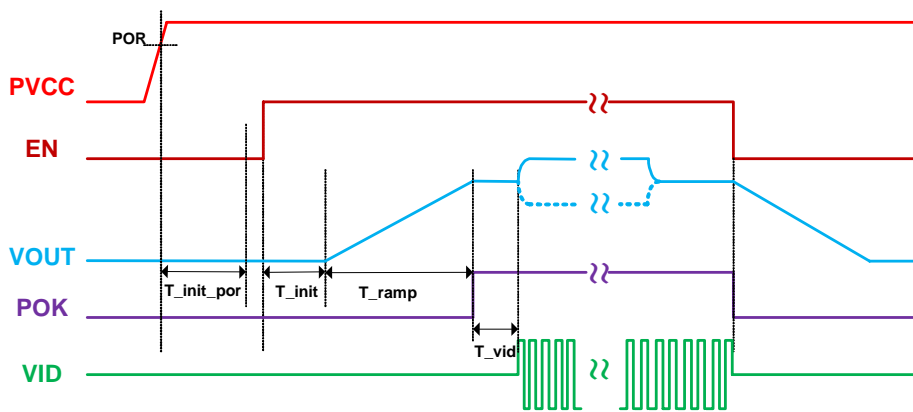 POR
PVCC
EN
VOUT
T_init_por
T_init
T_ramp
POK
T_vid
VID